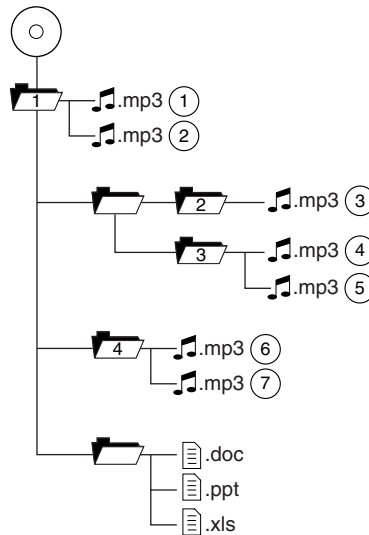 1 .mp3 1
.mp3 2
2 .mp3 3
3 .mp3 4
.mp3 5
4 .mp3 6
.mp3 7
.doc
.ppt
.xls